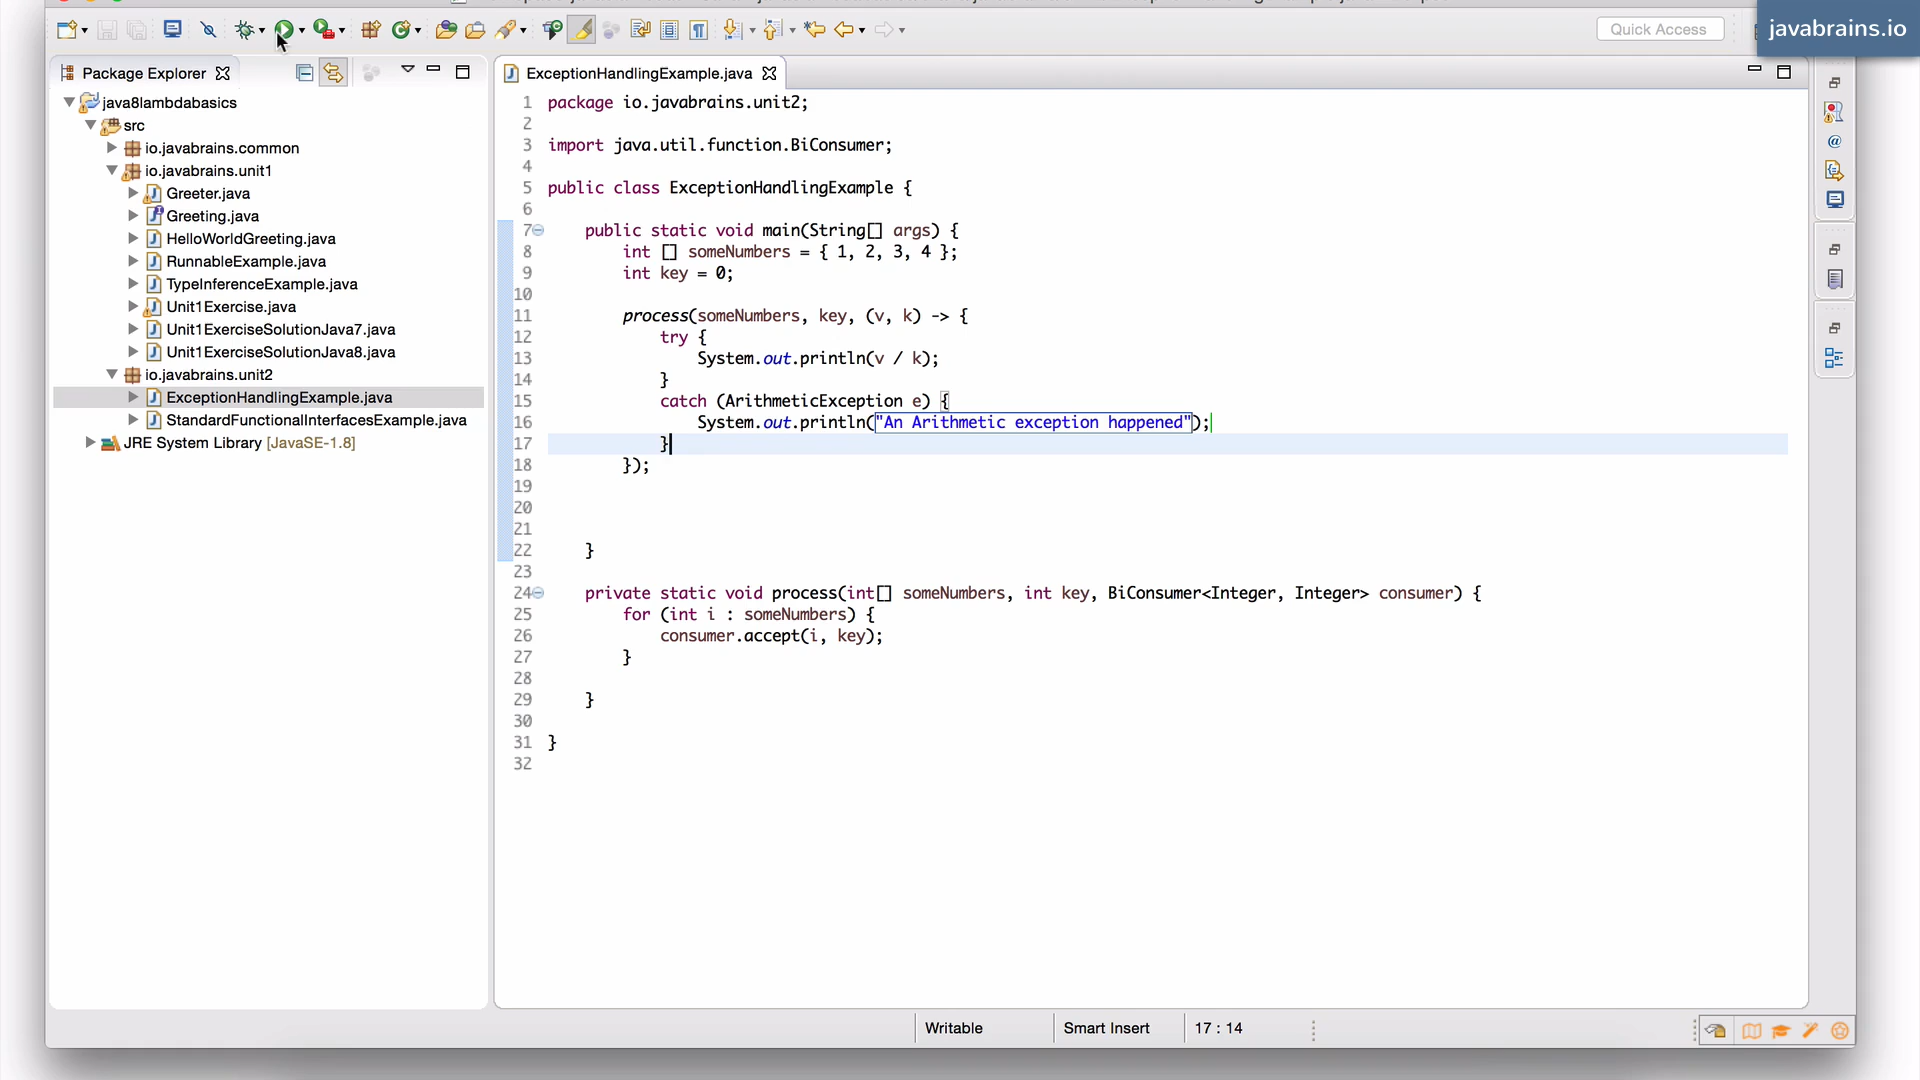 Quick Access
javabrains.io
Package Explorer
java8lambdabasics
src
io.javabrains.common
io.javabrains.unit1
Greeter.java
Greeting.java
HelloWorldGreeting.java
RunnableExample.java
TypeInferenceExample.java
Unit1Exercise.java
Unit1ExerciseSolutionJava7.java
Unit1ExerciseSolutionJava8.java
io.javabrains.unit2
ExceptionHandlingExample.java
StandardFunctionalInterfacesExample.java
JRE System Library [JavaSE-1.8]
ExceptionHandlingExample.java
1 package io.javabrains.unit2;
2
3 import java.util.function.BiConsumer;
4
5 public class ExceptionHandlingExample {
6
7 public static void main(String[] args) {
8 int [] someNumbers = { 1, 2, 3, 4 };
9 int key = 0;
10
11 process(someNumbers, key, (v, k) -> {
12 try {
13 System.out.println(v / k);
14 }
15 catch (ArithmeticException e) {
16 System.out.println("An Arithmetic exception happened");
17 }
18 });
19
20
21
22 }
23
24 private static void process(int[] someNumbers, int key, BiConsumer<Integer, Integer> consumer) {
25 for (int i : someNumbers) {
26 consumer.accept(i, key);
27 }
28
29 }
30
31 }
32
Writable
Smart Insert
17 : 14